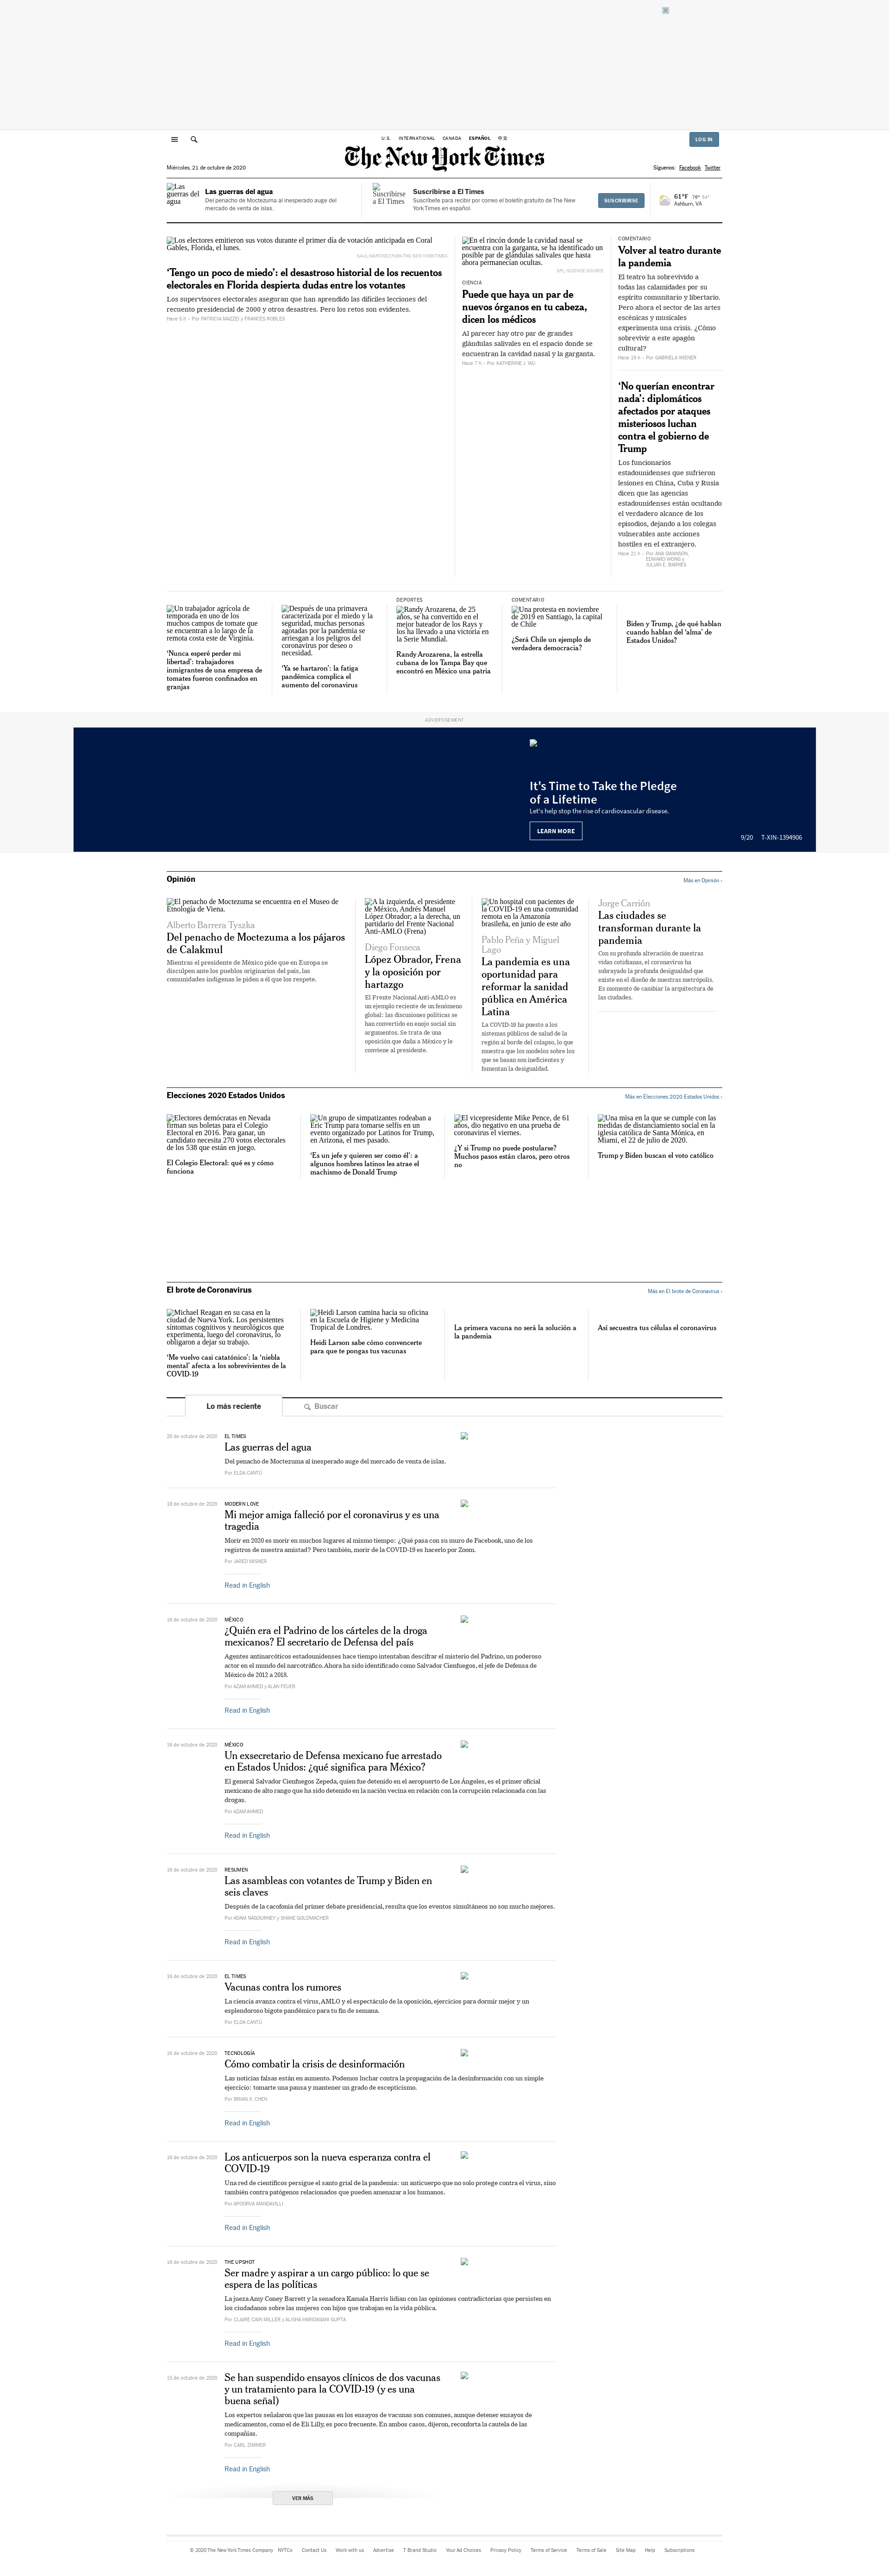 U.S. INTERNATIONAL CANADA ESPAÑOL 中文
LOG IN
The New York Times
Miércoles, 21 de octubre de 2020
Síguenos: Facebook Twitter
Las guerras del agua
Las guerras del agua
Del penacho de Moctezuma al inesperado auge del mercado de venta de islas.
Suscribirse a El Times
Suscribirse a El Times
Suscríbete para recibir por correo el boletín gratuito de The New York Times en español.
SUSCRIBIRSE
61°F 76° 54°
Ashburn, VA
Los electores emitieron sus votos durante el primer día de votación anticipada en Coral Gables, Florida, el lunes.
SAUL MARTINEZ PARA THE NEW YORK TIMES
‘Tengo un poco de miedo’: el desastroso historial de los recuentos electorales en Florida despierta dudas entre los votantes
Los supervisores electorales aseguran que han aprendido las difíciles lecciones del recuento presidencial de 2000 y otros desastres. Pero los retos son evidentes.
Hace 5 h - Por PATRICIA MAZZEI y FRANCES ROBLES
En el rincón donde la cavidad nasal se encuentra con la garganta, se ha identificado un posible par de glándulas salivales que hasta ahora permanecían ocultas.
SPL/SCIENCE SOURCE
CIENCIA
Puede que haya un par de nuevos órganos en tu cabeza, dicen los médicos
Al parecer hay otro par de grandes glándulas salivales en el espacio donde se encuentran la cavidad nasal y la garganta.
Hace 7 h - Por KATHERINE J. WU
COMENTARIO
Volver al teatro durante la pandemia
El teatro ha sobrevivido a todas las calamidades por su espíritu comunitario y libertario. Pero ahora el sector de las artes escénicas y musicales experimenta una crisis. ¿Cómo sobrevivir a este apagón cultural?
Hace 19 h - Por GABRIELA WIENER
‘No querían encontrar nada’: diplomáticos afectados por ataques misteriosos luchan contra el gobierno de Trump
Los funcionarios estadounidenses que sufrieron lesiones en China, Cuba y Rusia dicen que las agencias estadounidenses están ocultando el verdadero alcance de los episodios, dejando a los colegas vulnerables ante acciones hostiles en el extranjero.
Hace 21 h - Por ANA SWANSON, EDWARD WONG y JULIAN E. BARNES
Un trabajador agrícola de temporada en uno de los muchos campos de tomate que se encuentran a lo largo de la remota costa este de Virginia.
‘Nunca esperé perder mi libertad’: trabajadores inmigrantes de una empresa de tomates fueron confinados en granjas
Después de una primavera caracterizada por el miedo y la seguridad, muchas personas agotadas por la pandemia se arriesgan a los peligros del coronavirus por deseo o necesidad.
‘Ya se hartaron’: la fatiga pandémica complica el aumento del coronavirus
DEPORTES
Randy Arozarena, de 25 años, se ha convertido en el mejor bateador de los Rays y los ha llevado a una victoria en la Serie Mundial.
Randy Arozarena, la estrella cubana de los Tampa Bay que encontró en México una patria
COMENTARIO
Una protesta en noviembre de 2019 en Santiago, la capital de Chile
¿Será Chile un ejemplo de verdadera democracia?
Biden y Trump, ¿de qué hablan cuando hablan del ‘alma’ de Estados Unidos?
ADVERTISEMENT
It's Time to Take the Pledge of a Lifetime
Let's help stop the rise of cardiovascular disease.
LEARN MORE
9/20 T-XIN-1394906
Opinión
Más en Opinión ›
El penacho de Moctezuma se encuentra en el Museo de Etnología de Viena.
Alberto Barrera Tyszka
Del penacho de Moctezuma a los pájaros de Calakmul
Mientras el presidente de México pide que en Europa se disculpen ante los pueblos originarios del país, las comunidades indígenas le piden a él que los respete.
A la izquierda, el presidente de México, Andrés Manuel López Obrador; a la derecha, un partidario del Frente Nacional Anti-AMLO (Frena)
Diego Fonseca
López Obrador, Frena y la oposición por hartazgo
El Frente Nacional Anti-AMLO es un ejemplo reciente de un fenómeno global: las discusiones políticas se han convertido en enojo social sin argumentos. Se trata de una oposición que daña a México y le conviene al presidente.
Un hospital con pacientes de la COVID-19 en una comunidad remota en la Amazonía brasileña, en junio de este año
Pablo Peña y Miguel Lago
La pandemia es una oportunidad para reformar la sanidad pública en América Latina
La COVID-19 ha puesto a los sistemas públicos de salud de la región al borde del colapso, lo que muestra que los modelos sobre los que se basan son ineficientes y fomentan la desigualdad.
Jorge Carrión
Las ciudades se transforman durante la pandemia
Con su profunda alteración de nuestras vidas cotidianas, el coronavirus ha subrayado la profunda desigualdad que existe en el diseño de nuestras metrópolis. Es momento de cambiar la arquitectura de las ciudades.
Elecciones 2020 Estados Unidos
Más en Elecciones 2020 Estados Unidos ›
Electores demócratas en Nevada firman sus boletas para el Colegio Electoral en 2016. Para ganar, un candidato necesita 270 votos electorales de los 538 que están en juego.
El Colegio Electoral: qué es y cómo funciona
Un grupo de simpatizantes rodeaban a Eric Trump para tomarse selfis en un evento organizado por Latinos for Trump, en Arizona, el mes pasado.
‘Es un jefe y quieren ser como él’: a algunos hombres latinos les atrae el machismo de Donald Trump
El vicepresidente Mike Pence, de 61 años, dio negativo en una prueba de coronavirus el viernes.
¿Y si Trump no puede postularse? Muchos pasos están claros, pero otros no
Una misa en la que se cumple con las medidas de distanciamiento social en la iglesia católica de Santa Mónica, en Miami, el 22 de julio de 2020.
Trump y Biden buscan el voto católico
El brote de Coronavirus
Más en El brote de Coronavirus ›
Michael Reagan en su casa en la ciudad de Nueva York. Los persistentes síntomas cognitivos y neurológicos que experimenta, luego del coronavirus, lo obligaron a dejar su trabajo.
‘Me vuelvo casi catatónico’: la ‘niebla mental’ afecta a los sobrevivientes de la COVID-19
Heidi Larson camina hacia su oficina en la Escuela de Higiene y Medicina Tropical de Londres.
Heidi Larson sabe cómo convencerte para que te pongas tus vacunas
La primera vacuna no será la solución a la pandemia
Así secuestra tus células el coronavirus
Lo más reciente
Buscar
20 de octubre de 2020
EL TIMES
Las guerras del agua
Del penacho de Moctezuma al inesperado auge del mercado de venta de islas.
Por ELDA CANTÚ
18 de octubre de 2020
MODERN LOVE
Mi mejor amiga falleció por el coronavirus y es una tragedia
Morir en 2020 es morir en muchos lugares al mismo tiempo: ¿Qué pasa con su muro de Facebook, uno de los registros de nuestra amistad? Pero también, morir de la COVID-19 es hacerlo por Zoom.
Por JARED MISNER
Read in English
16 de octubre de 2020
MÉXICO
¿Quién era el Padrino de los cárteles de la droga mexicanos? El secretario de Defensa del país
Agentes antinarcóticos estadounidenses hace tiempo intentaban descifrar el misterio del Padrino, un poderoso actor en el mundo del narcotráfico. Ahora ha sido identificado como Salvador Cienfuegos, el jefe de Defensa de México de 2012 a 2018.
Por AZAM AHMED y ALAN FEUER
Read in English
16 de octubre de 2020
MÉXICO
Un exsecretario de Defensa mexicano fue arrestado en Estados Unidos: ¿qué significa para México?
El general Salvador Cienfuegos Zepeda, quien fue detenido en el aeropuerto de Los Ángeles, es el primer oficial mexicano de alto rango que ha sido detenido en la nación vecina en relación con la corrupción relacionada con las drogas.
Por AZAM AHMED
Read in English
16 de octubre de 2020
RESUMEN
Las asambleas con votantes de Trump y Biden en seis claves
Después de la cacofonía del primer debate presidencial, resulta que los eventos simultáneos no son mucho mejores.
Por ADAM NAGOURNEY y SHANE GOLDMACHER
Read in English
16 de octubre de 2020
EL TIMES
Vacunas contra los rumores
La ciencia avanza contra el virus, AMLO y el espectáculo de la oposición, ejercicios para dormir mejor y un esplendoroso bigote pandémico para tu fin de semana.
Por ELDA CANTÚ
16 de octubre de 2020
TECNOLOGÍA
Cómo combatir la crisis de desinformación
Las noticias falsas están en aumento. Podemos luchar contra la propagación de la desinformación con un simple ejercicio: tomarte una pausa y mantener un grado de escepticismo.
Por BRIAN X. CHEN
Read in English
16 de octubre de 2020
Los anticuerpos son la nueva esperanza contra el COVID-19
Una red de científicos persigue el santo grial de la pandemia: un anticuerpo que no solo protege contra el virus, sino también contra patógenos relacionados que pueden amenazar a los humanos.
Por APOORVA MANDAVILLI
Read in English
16 de octubre de 2020
THE UPSHOT
Ser madre y aspirar a un cargo público: lo que se espera de las políticas
La jueza Amy Coney Barrett y la senadora Kamala Harris lidian con las opiniones contradictorias que persisten en los ciudadanos sobre las mujeres con hijos que trabajan en la vida pública.
Por CLAIRE CAIN MILLER y ALISHA HARIDASANI GUPTA
Read in English
15 de octubre de 2020
Se han suspendido ensayos clínicos de dos vacunas y un tratamiento para la COVID-19 (y es una buena señal)
Los expertos señalaron que las pausas en los ensayos de vacunas son comunes, aunque detener ensayos de medicamentos, como el de Eli Lilly, es poco frecuente. En ambos casos, dijeron, reconforta la cautela de las compañías.
Por CARL ZIMMER
Read in English
VER MÁS
© 2020 The New York Times Company NYTCo Contact Us Work with us Advertise T Brand Studio Your Ad Choices Privacy Policy Terms of Service Terms of Sale Site Map Help Subscriptions